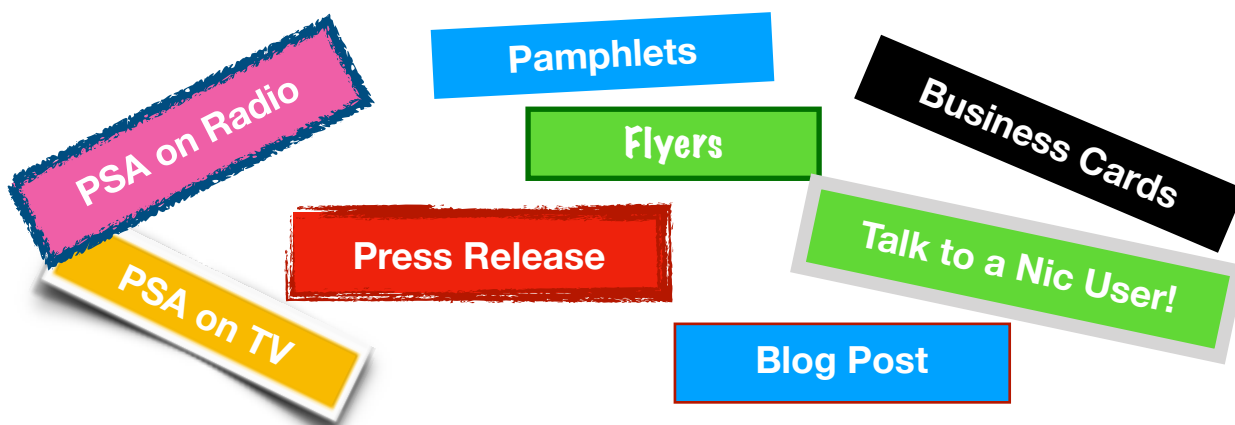 Pamphlets
PSA on Radio
Business Cards
Flyers
Talk to a Nic User!
Press Release
PSA on TV
Blog Post